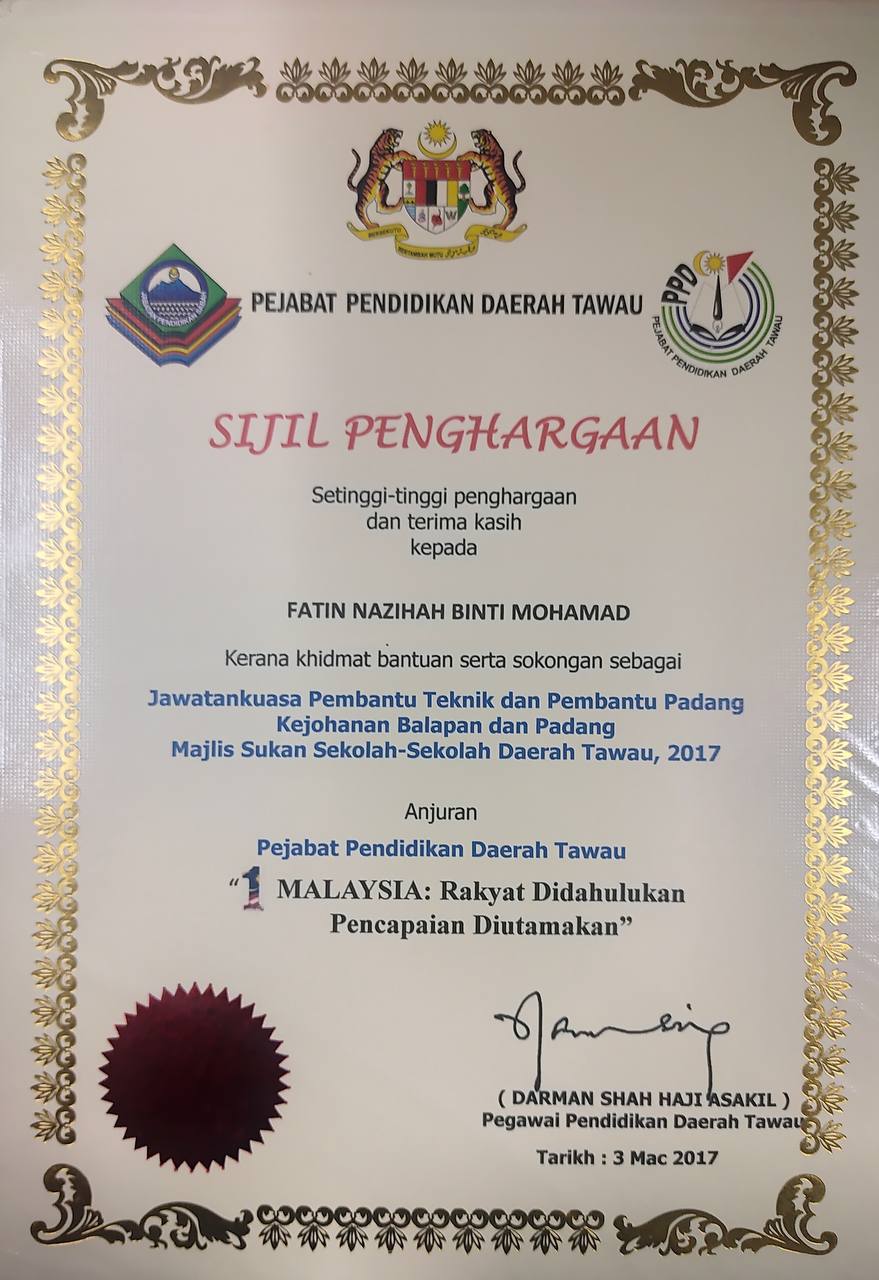 BERSEKUTU
BERTAMBAH MUTU
PEJABAT PENDIDIKAN DAERAH TAWAU
PPD
PEJABAT PENDIDIKAN DAERAH TAWAU
SIJIL PENGHARGAAN
Setinggi-tinggi penghargaan
dan terima kasih
kepada
FATIN NAZIHAH BINTI MOHAMAD
Kerana khidmat bantuan serta sokongan sebagai
Jawatankuasa Pembantu Teknik dan Pembantu Padang
Kejohanan Balapan dan Padang
Majlis Sukan Sekolah-Sekolah Daerah Tawau, 2017
Anjuran
Pejabat Pendidikan Daerah Tawau
“1 MALAYSIA: Rakyat Didahulukan
Pencapaian Diutamakan”
( DARMAN SHAH HAJI ASAKIL )
Pegawai Pendidikan Daerah Tawau
Tarikh : 3 Mac 2017